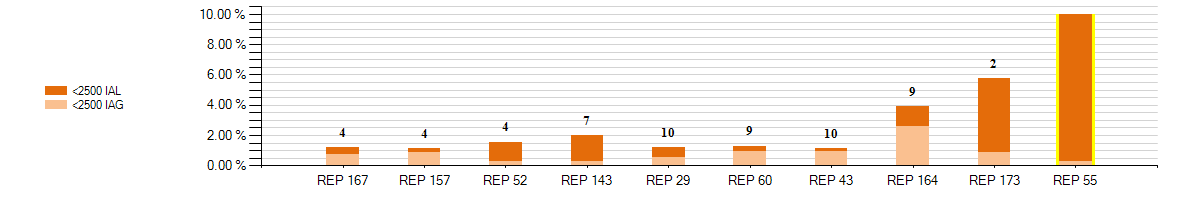 10.00 %
8.00 %
6.00 %
4.00 %
2.00 %
0.00 %
<2500 IAL
<2500 IAG
4
4
4
7
10
9
10
9
2
REP 167
REP 157
REP 52
REP 143
REP 29
REP 60
REP 43
REP 164
REP 173
REP 55